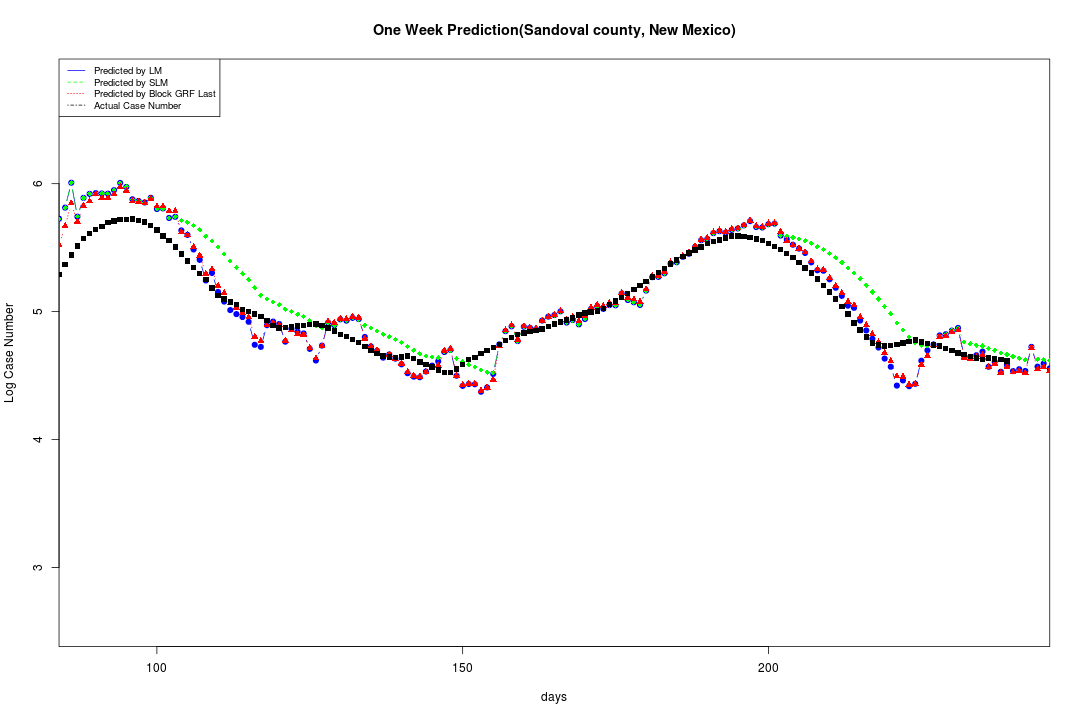 One Week Prediction(Sandoval county, New Mexico)
Predicted by LM
Predicted by SLM
Predicted by Block GRF Last
Actual Case Number
6
5
4
3
Log Case Number
100 150 200
days